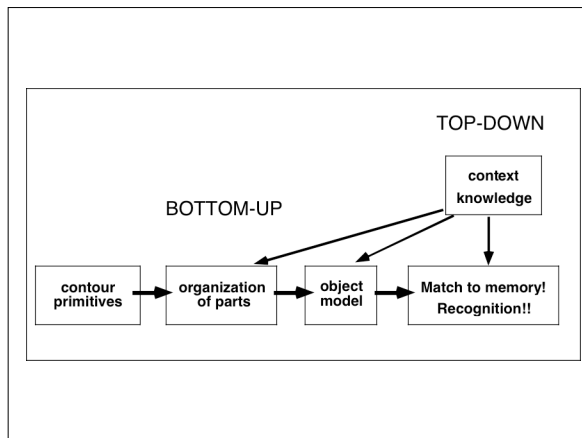 TOP-DOWN
context
knowledge
BOTTOM-UP
contour
primitives
organization
of parts
object
model
Match to memory!
Recognition!!